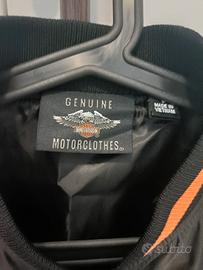 GENUINE
MOTORCLOTHES
MADE IN
VIETNAM
subito